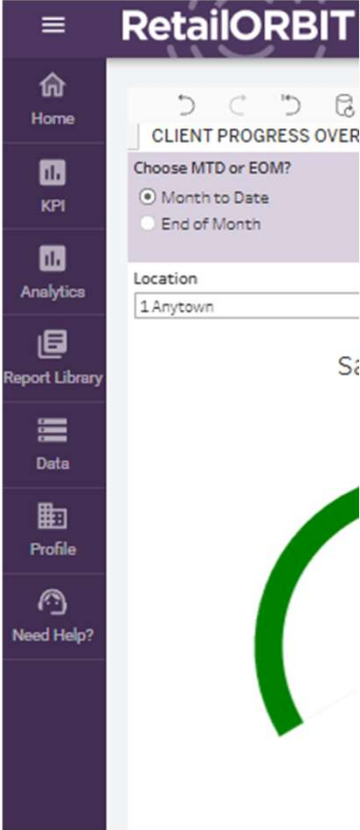 RetailORBIT
Home
KPI
Analytics
Report Library
Data
Profile
Need Help?
CLIENT PROGRESS OVER
Choose MTD or EOM?
Month to Date
End of Month
Location
1 Anytown
Sa